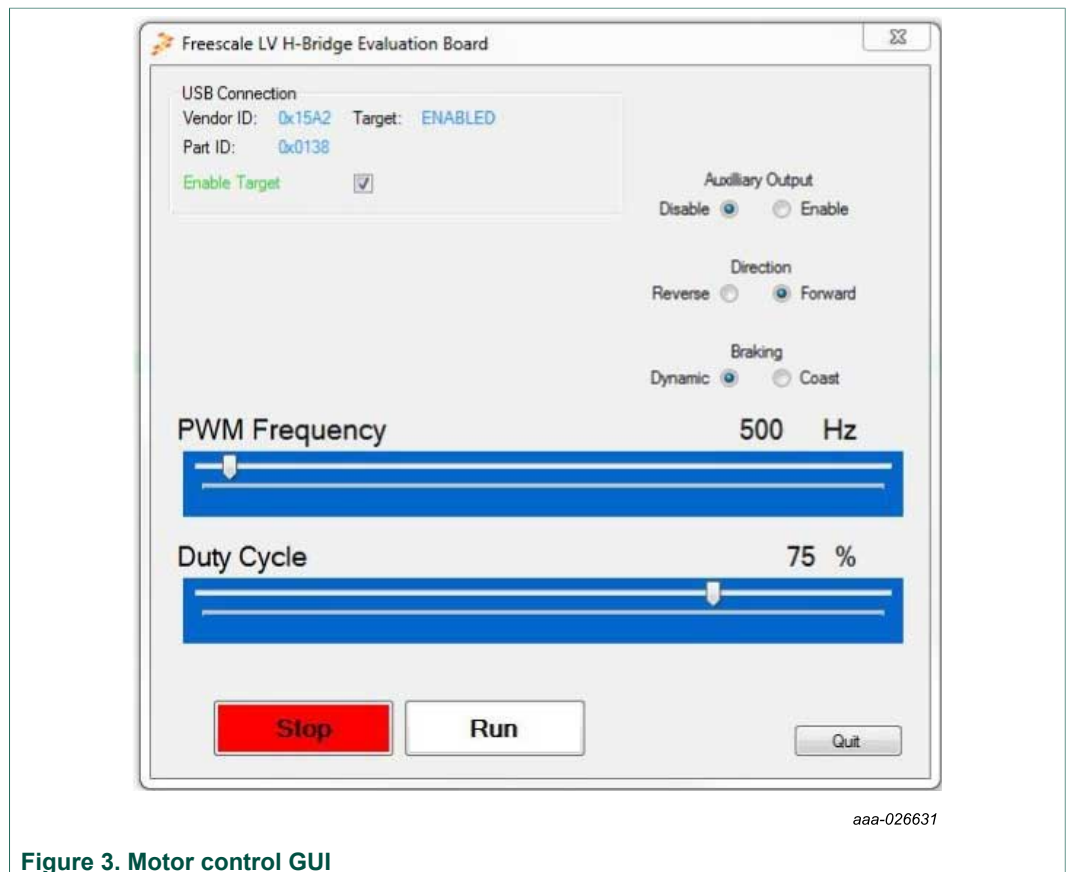 Freescale LV H-Bridge Evaluation Board
USB Connection
Vendor ID: 0x15A2 Target: ENABLED
Part ID: 0x0138
Enable Target
Auxilliary Output
Disable Enable
Direction
Reverse Forward
Braking
Dynamic Coast
PWM Frequency 500 Hz
Duty Cycle 75 %
Stop Run
Quit
aaa-026631
Figure 3. Motor control GUI